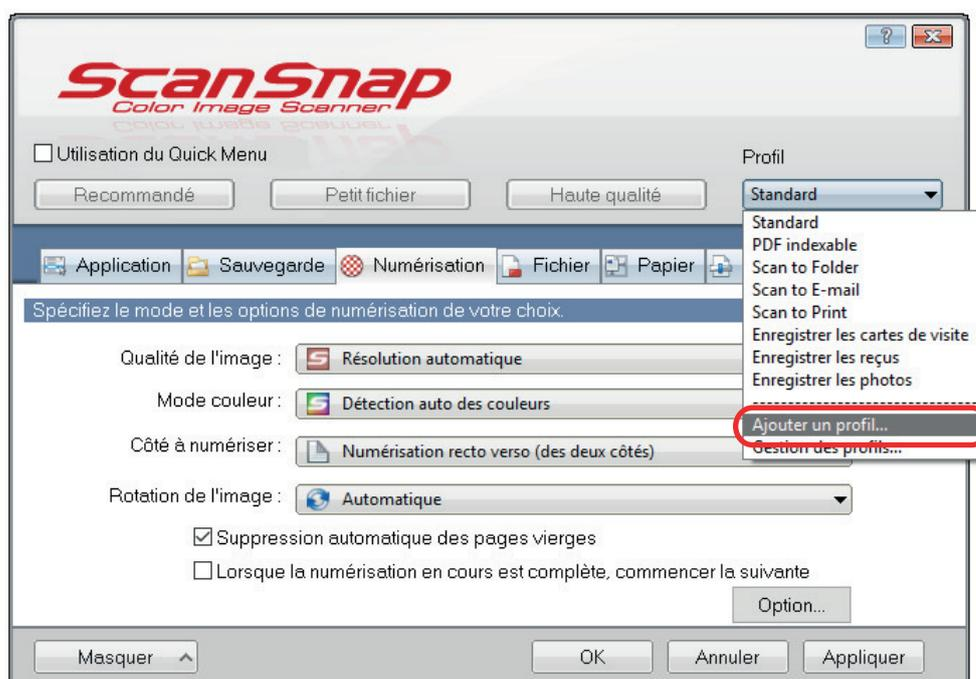 ScanSnap
Color Image Scanner
Utilisation du Quick Menu
Profil
Recommandé
Petit fichier
Haute qualité
Standard
Standard
PDF indexable
Scan to Folder
Scan to E-mail
Scan to Print
Enregistrer les cartes de visite
Enregistrer les reçus
Enregistrer les photos
Ajouter un profil...
Gestion des profils...
Application
Sauvegarde
Numérisation
Fichier
Papier
Spécifiez le mode et les options de numérisation de votre choix.
Qualité de l'image :
Résolution automatique
Mode couleur :
Détection auto des couleurs
Côté à numériser :
Numérisation recto verso (des deux côtés)
Rotation de l'image :
Automatique
Suppression automatique des pages vierges
Lorsque la numérisation en cours est complète, commencer la suivante
Option...
Masquer
OK
Annuler
Appliquer